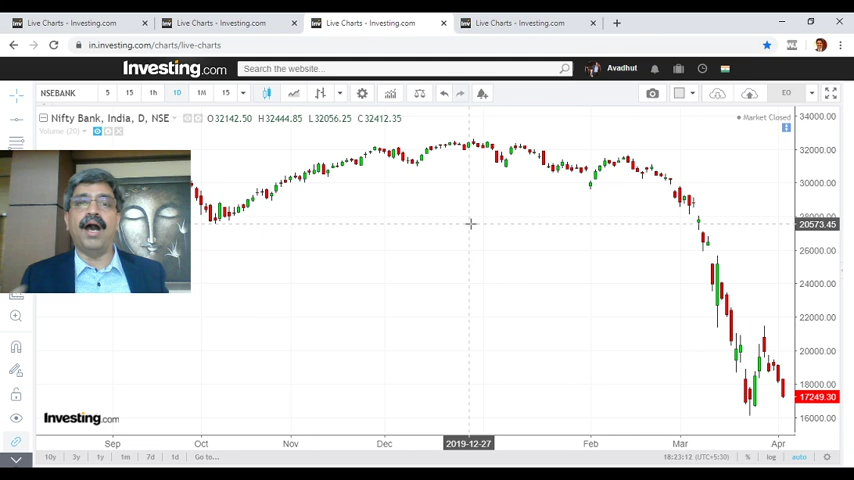 Live Charts - Investing.com
Live Charts - Investing.com
Live Charts - Investing.com
Live Charts - Investing.com
in.investing.com/charts/live-charts
Investing.com
Search the website...
Avadhut
NSEBANK
5 15 1h 1D 1M 15
EO
Nifty Bank, India, D, NSE O32142.50 H32444.85 L32056.25 C32412.35
Market Closed
Volume (20)
34000.00
32000.00
30000.00
20573.45
26000.00
24000.00
22000.00
20000.00
18000.00
17249.30
16000.00
Investing.com
Sep Oct Nov Dec 2019-12-27 Feb Mar Apr
10y 3y 1y 1m 7d 1d Go to... 18:23:12 (UTC+5:30) % log auto